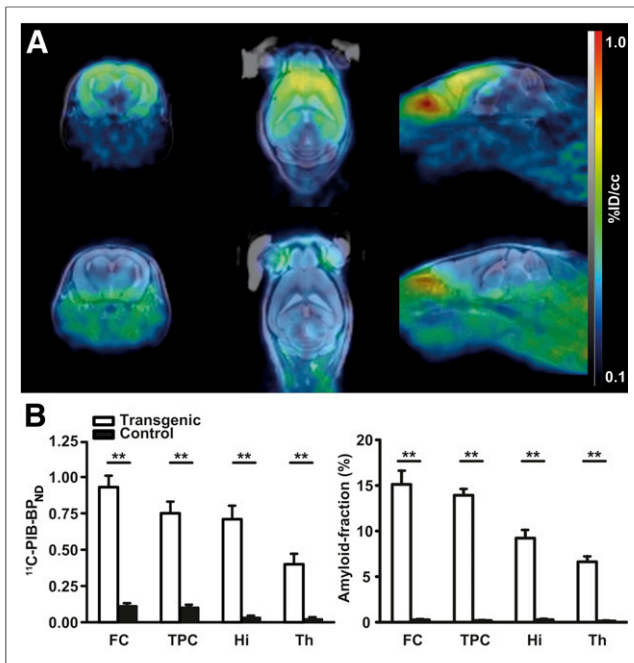 A
1.0
%ID/cc
0.1
B
Transgenic
Control
1.25
1.00
0.75
0.50
0.25
0.00
¹¹C-PIB-BP_ND
** ** ** **
FC TPC Hi Th
20
15
10
5
0
Amyloid-fraction (%)
** ** ** **
FC TPC Hi Th